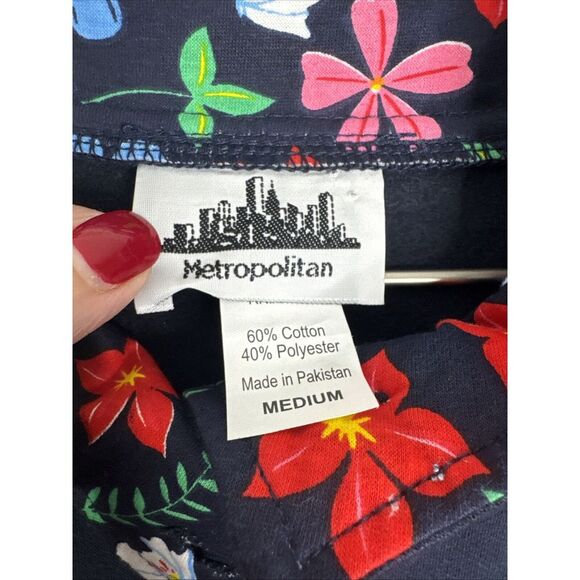 Metropolitan
60% Cotton
40% Polyester
Made in Pakistan
MEDIUM